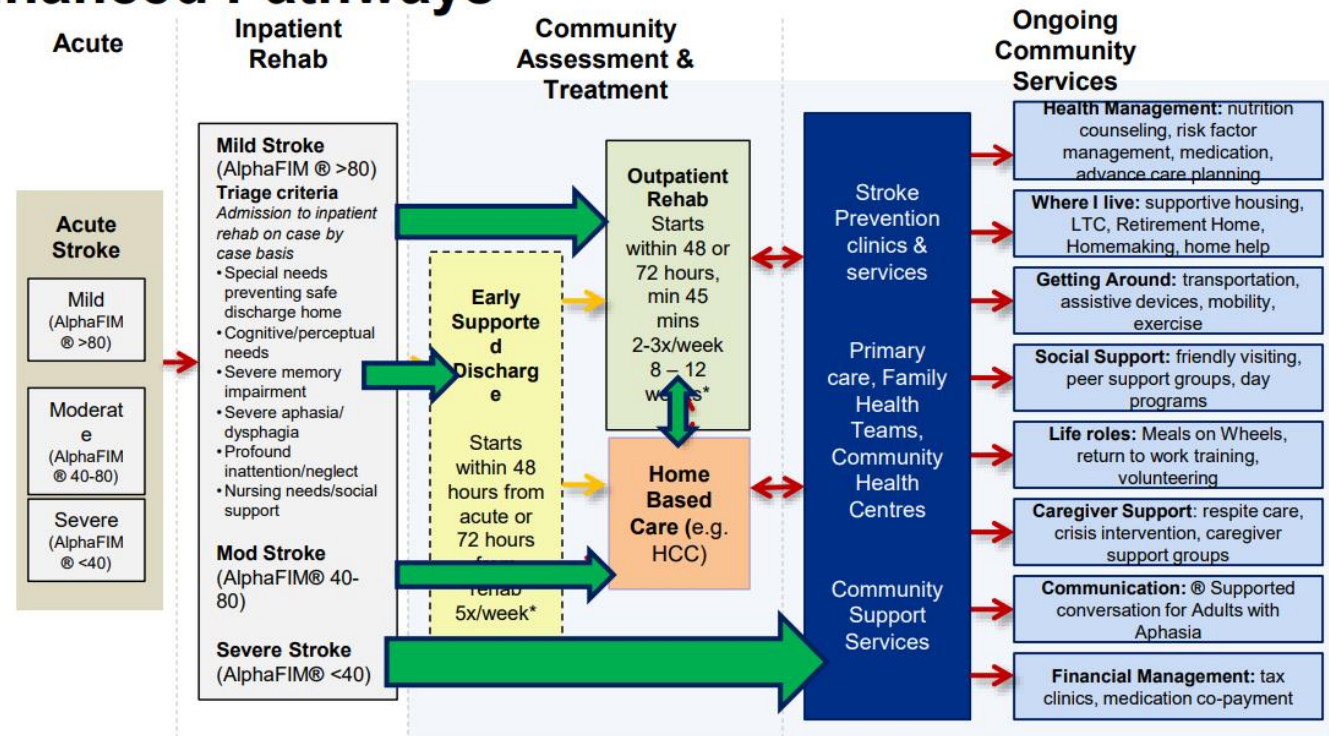 Enhanced Pathways
Acute
Inpatient
Rehab
Community
Assessment &
Treatment
Ongoing
Community
Services
Acute
Stroke
Mild
(AlphaFIM
® >80)
Moderat
e
(AlphaFIM
® 40-80)
Severe
(AlphaFIM
® <40)
Mild Stroke
(AlphaFIM ® >80)
Triage criteria
Admission to inpatient
rehab on case by
case basis
• Special needs
preventing safe
discharge home
• Cognitive/perceptual
needs
• Severe memory
impairment
• Severe aphasia/
dysphagia
• Profound
inattention/neglect
• Nursing needs/social
support
Mod Stroke
(AlphaFIM® 40-
80)
Severe Stroke
(AlphaFIM® <40)
Early
Supporte
d
Discharg
e
Starts
within 48
hours from
acute or
72 hours
from
rehab
5x/week*
Outpatient
Rehab
Starts
within 48 or
72 hours,
min 45
mins
2-3x/week
8 – 12
weeks*
Home
Based
Care (e.g.
HCC)
Stroke
Prevention
clinics &
services
Primary
care, Family
Health
Teams,
Community
Health
Centres
Community
Support
Services
Health Management: nutrition
counseling, risk factor
management, medication,
advance care planning
Where I live: supportive housing,
LTC, Retirement Home,
Homemaking, home help
Getting Around: transportation,
assistive devices, mobility,
exercise
Social Support: friendly visiting,
peer support groups, day
programs
Life roles: Meals on Wheels,
return to work training,
volunteering
Caregiver Support: respite care,
crisis intervention, caregiver
support groups
Communication: ® Supported
conversation for Adults with
Aphasia
Financial Management: tax
clinics, medication co-payment